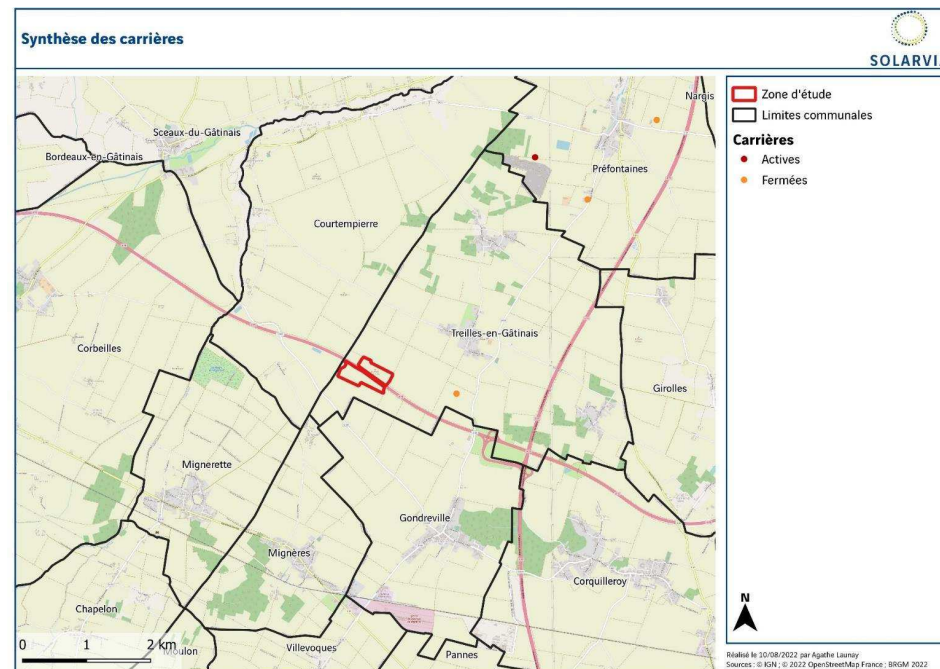 Synthèse des carrières
SOLARVI
Nargis
Sceaux-du-Gâtinais
Bordeaux-en-Gâtinais
Préfontaines
Courtempierre
Treilles-en-Gâtinais
Corbeilles
Girolles
Mignerette
Gondreville
Mignères
Corquilleroy
Chapelon
Moulon
Villevoques
Pannes
0 1 2 km
Zone d'étude
Limites communales
Carrières
Actives
Fermées
N
Réalisé le 10/08/2022 par Agathe Launay
Sources : © IGN ; © 2022 OpenStreetMap France ; BRGM 2022